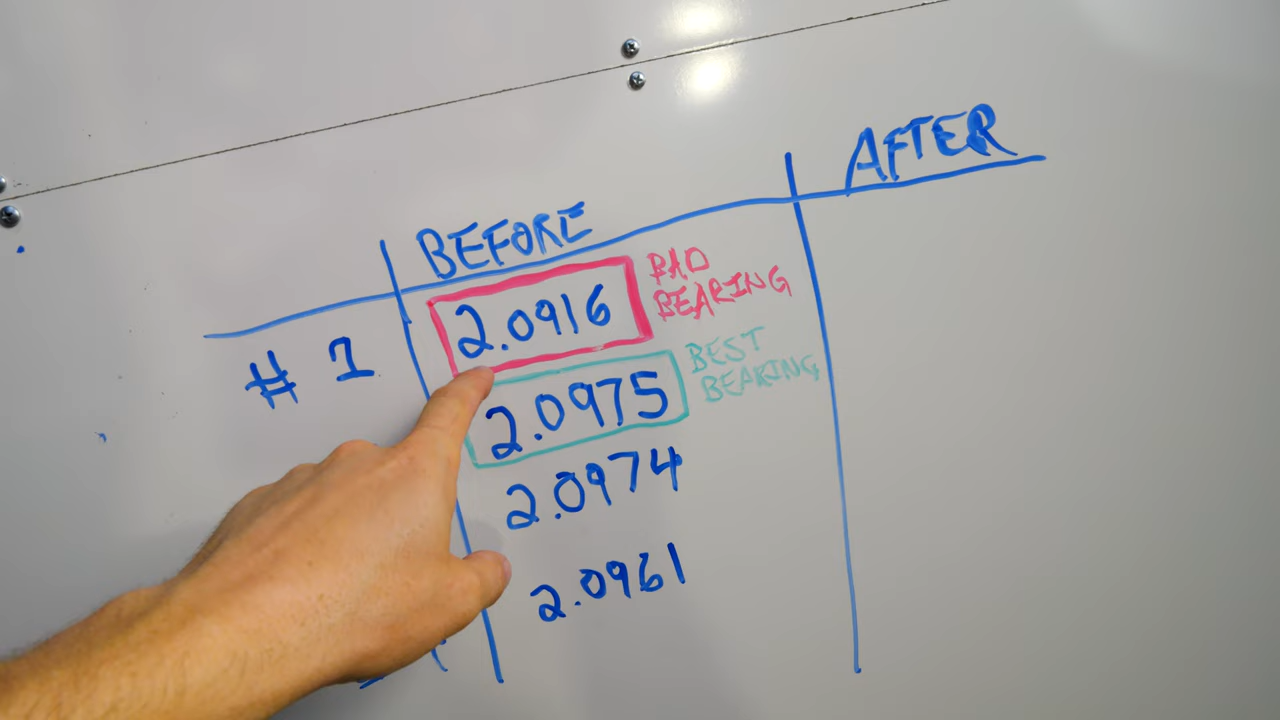 BEFORE
AFTER
# 1
2.0916
BAD
BEARING
2.0975
BEST
BEARING
2.0974
2.0961